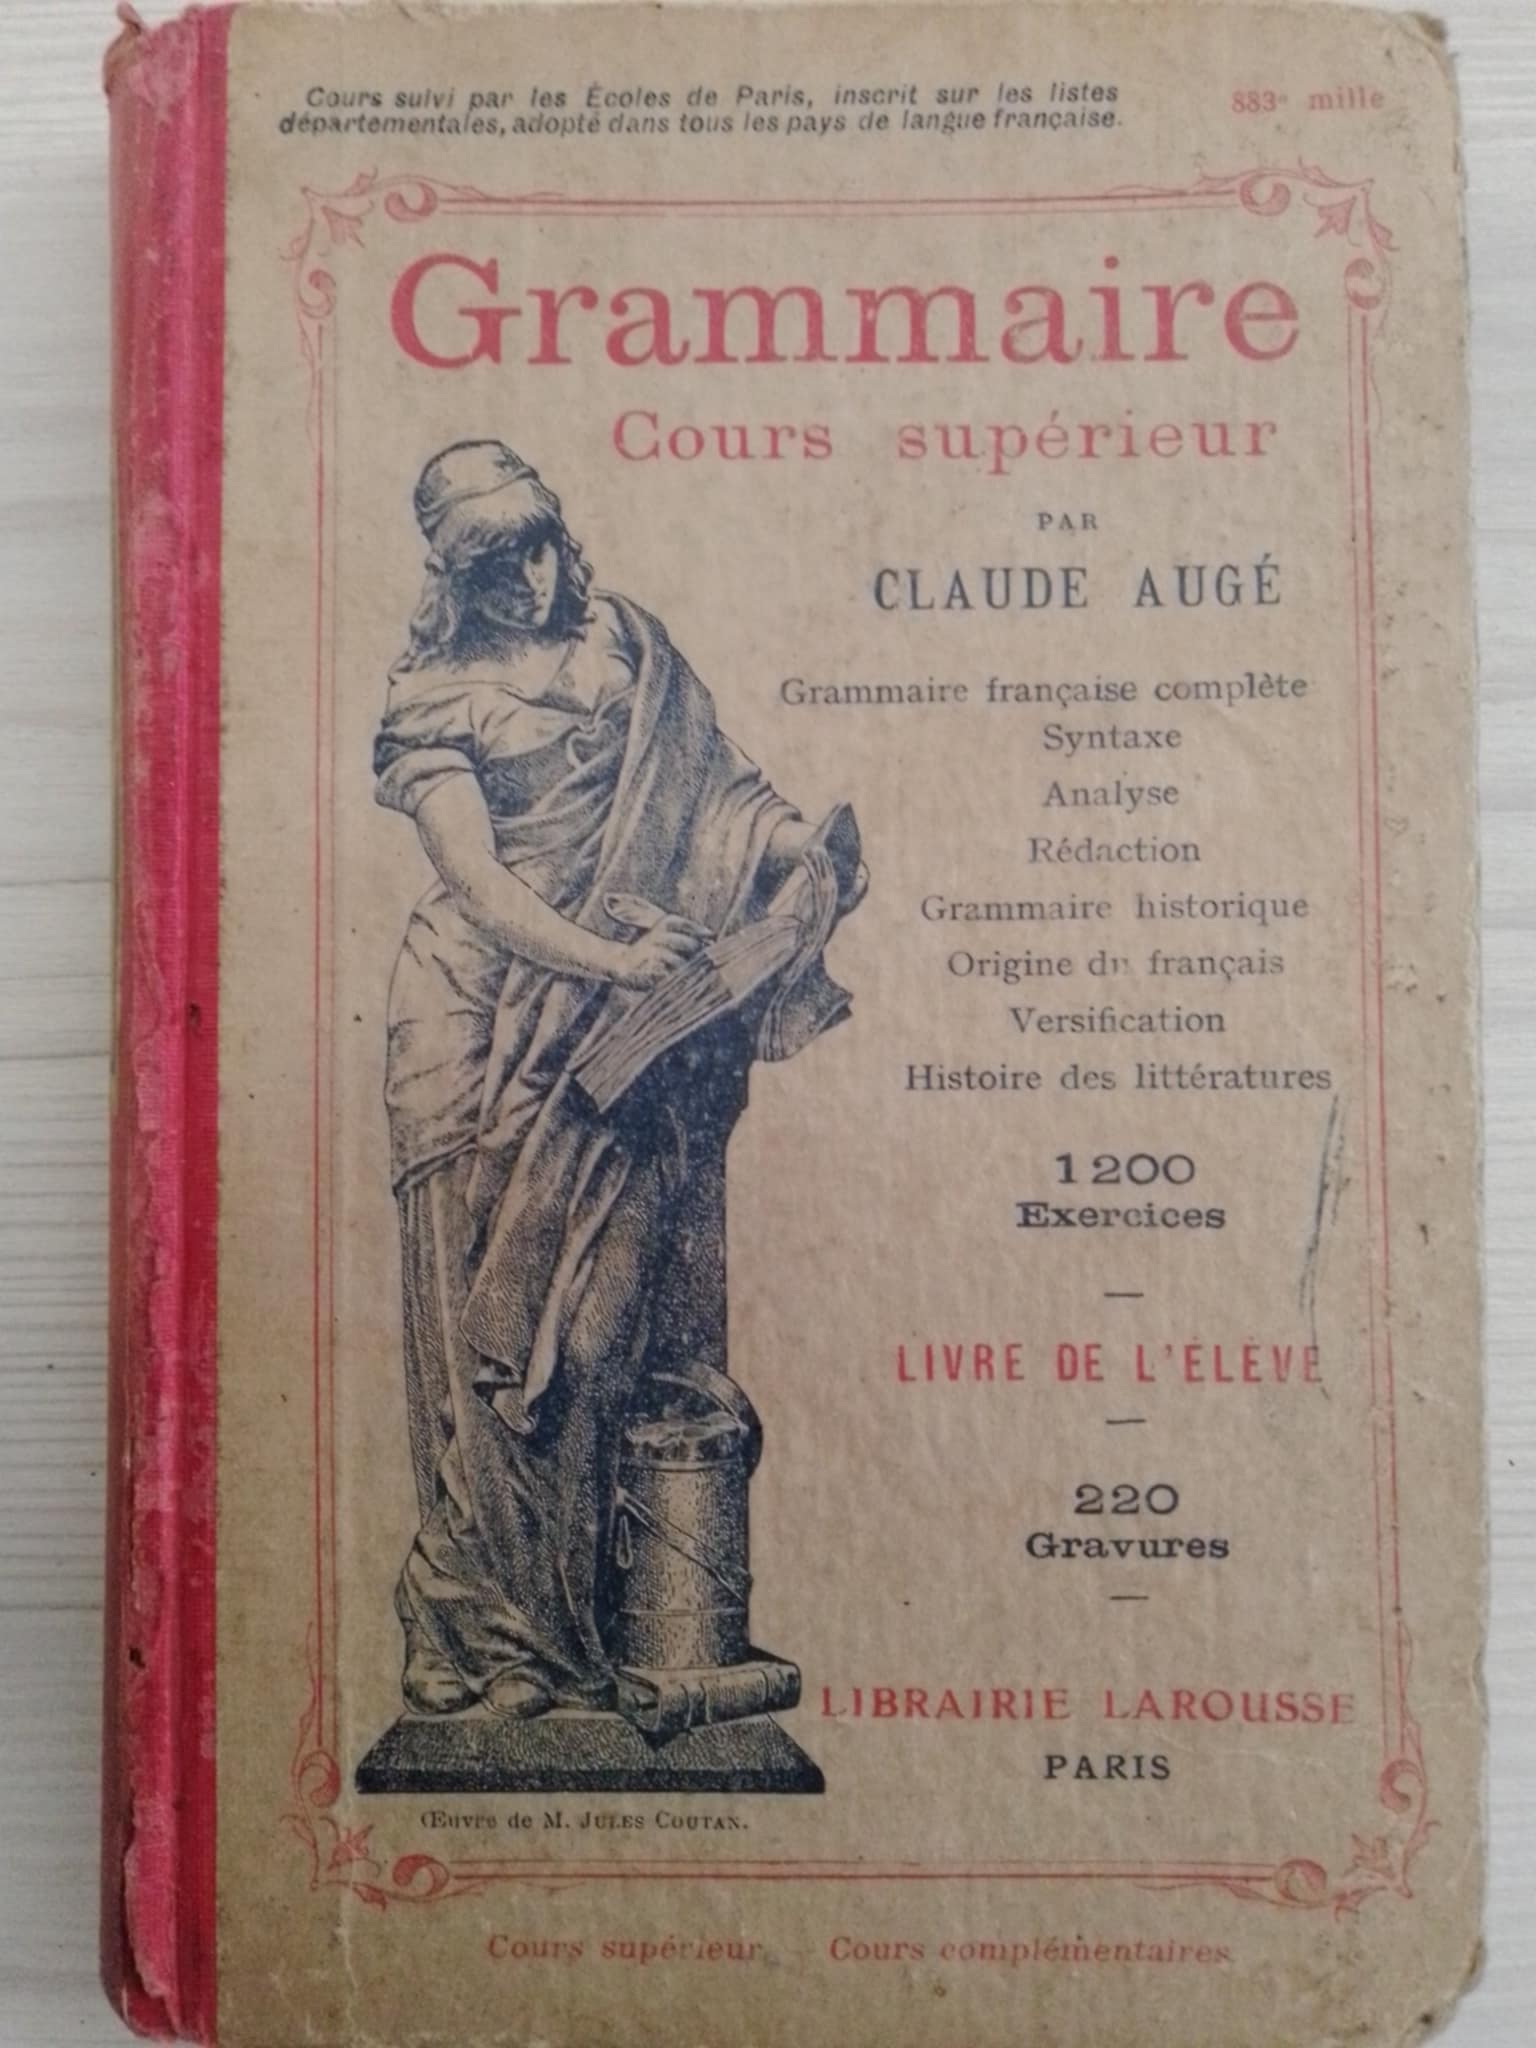 Cours suivi par les Écoles de Paris, inscrit sur les listes
départementales, adopté dans tous les pays de langue française.
883e mille
Grammaire
Cours supérieur
PAR
CLAUDE AUGÉ
Grammaire française complète
Syntaxe
Analyse
Rédaction
Grammaire historique
Origine du français
Versification
Histoire des littératures
1200
Exercices
—
LIVRE DE L'ÉLÈVE
—
220
Gravures
—
LIBRAIRIE LAROUSSE
PARIS
Œuvre de M. JULES COUTAN.
Cours supérieur — Cours complémentaires